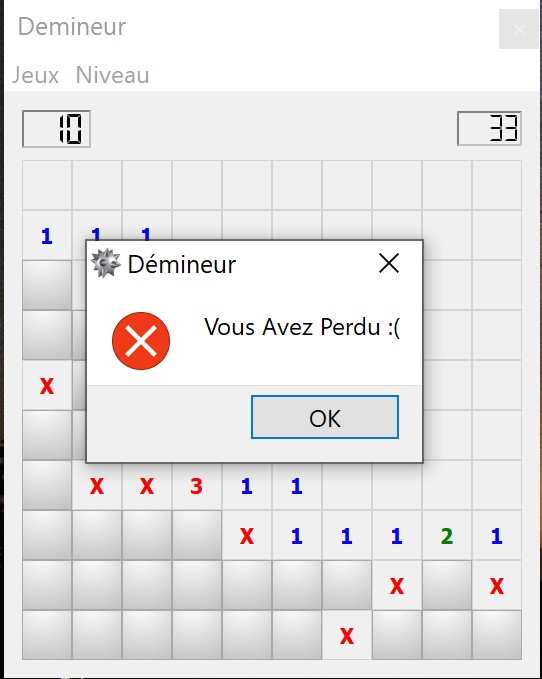 Demineur
x
Jeux Niveau
10 33
1 1 1
Démineur
Vous Avez Perdu :(
X
OK
X X 3 1 1
X 1 1 1 2 1
X X
X